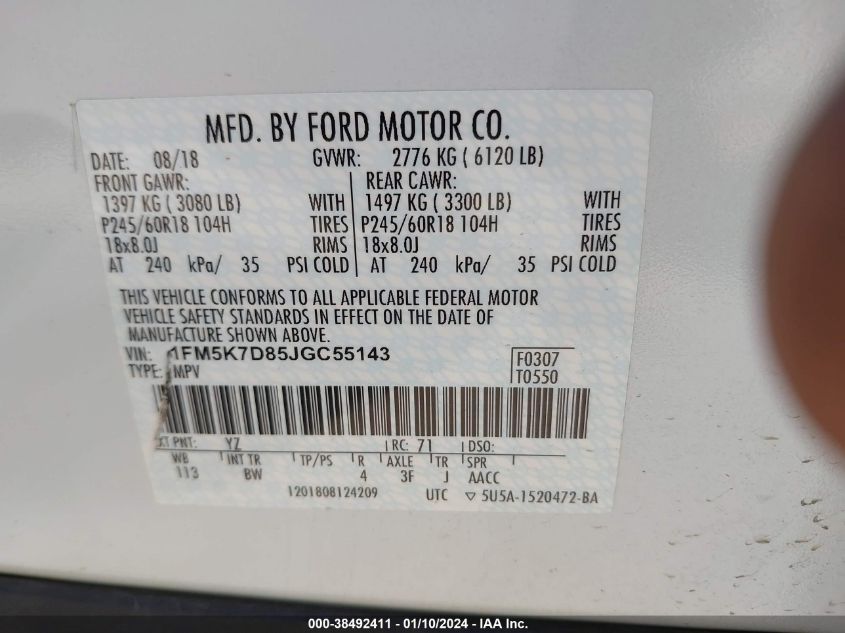 MFD. BY FORD MOTOR CO.
DATE: 08/18 GVWR: 2776 KG ( 6120 LB)
FRONT GAWR: REAR GAWR:
1397 KG ( 3080 LB) WITH 1497 KG ( 3300 LB) WITH
P245/60R18 104H TIRES P245/60R18 104H TIRES
18x8.0J RIMS 18x8.0J RIMS
AT 240 kPa/ 35 PSI COLD AT 240 kPa/ 35 PSI COLD
THIS VEHICLE CONFORMS TO ALL APPLICABLE FEDERAL MOTOR
VEHICLE SAFETY STANDARDS IN EFFECT ON THE DATE OF
MANUFACTURE SHOWN ABOVE.
VIN: 1FM5K7D85JGC55143 F0307
TYPE: MPV T0550
EXT PNT: YZ RC: 71 DSO:
WB INT TR TP/PS R AXLE TR SPR
113 BW 4 3F J AACC
1201808124209 UTC ▽ 5U5A-1520472-BA
000-38492411 - 01/10/2024 - IAA Inc.